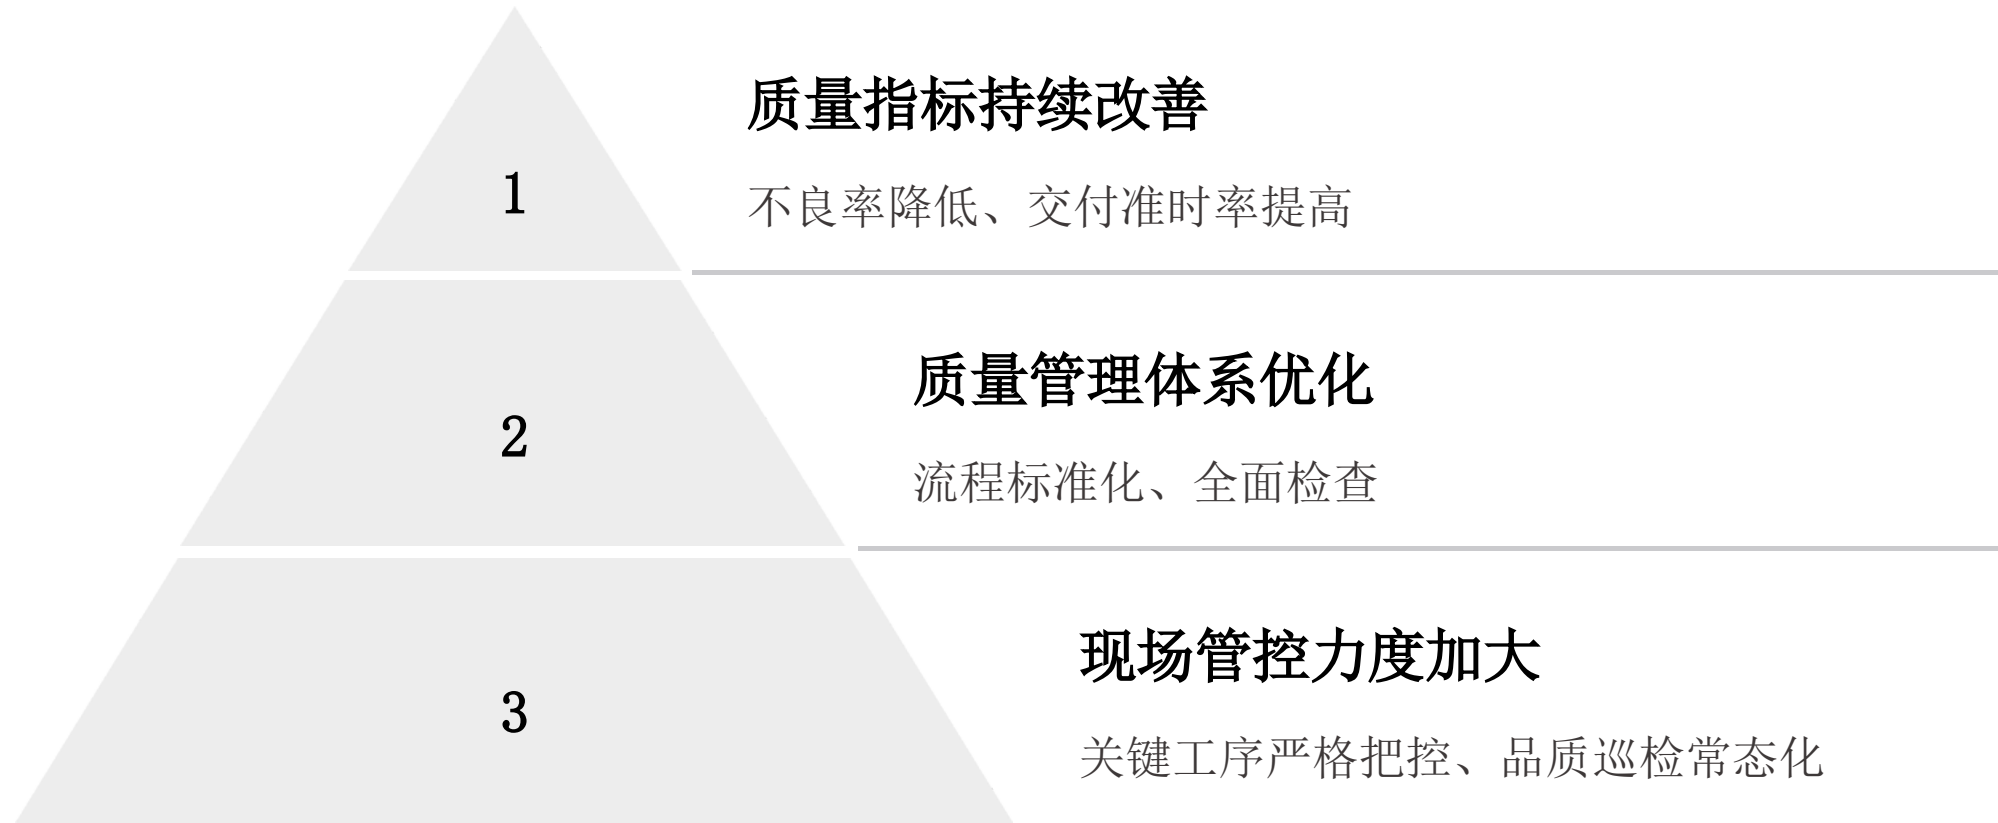 1
质量指标持续改善
不良率降低、交付准时率提高
2
质量管理体系优化
流程标准化、全面检查
3
现场管控力度加大
关键工序严格把控、品质巡检常态化